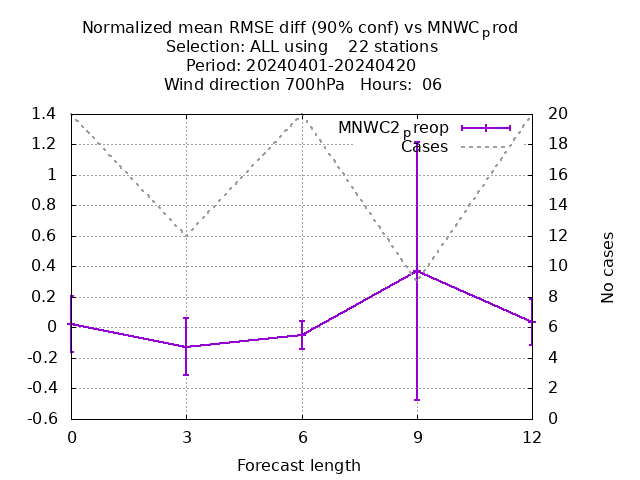 Normalized mean RMSE diff (90% conf) vs MNWCprod
Selection: ALL using    22 stations
Period: 20240401-20240420
Wind direction 700hPa   Hours:  06
1.4
1.2
1
0.8
0.6
0.4
0.2
0
-0.2
-0.4
-0.6
20
18
16
14
12
10
8
6
4
2
0
MNWC2preop
Cases
No cases
0 3 6 9 12
Forecast length